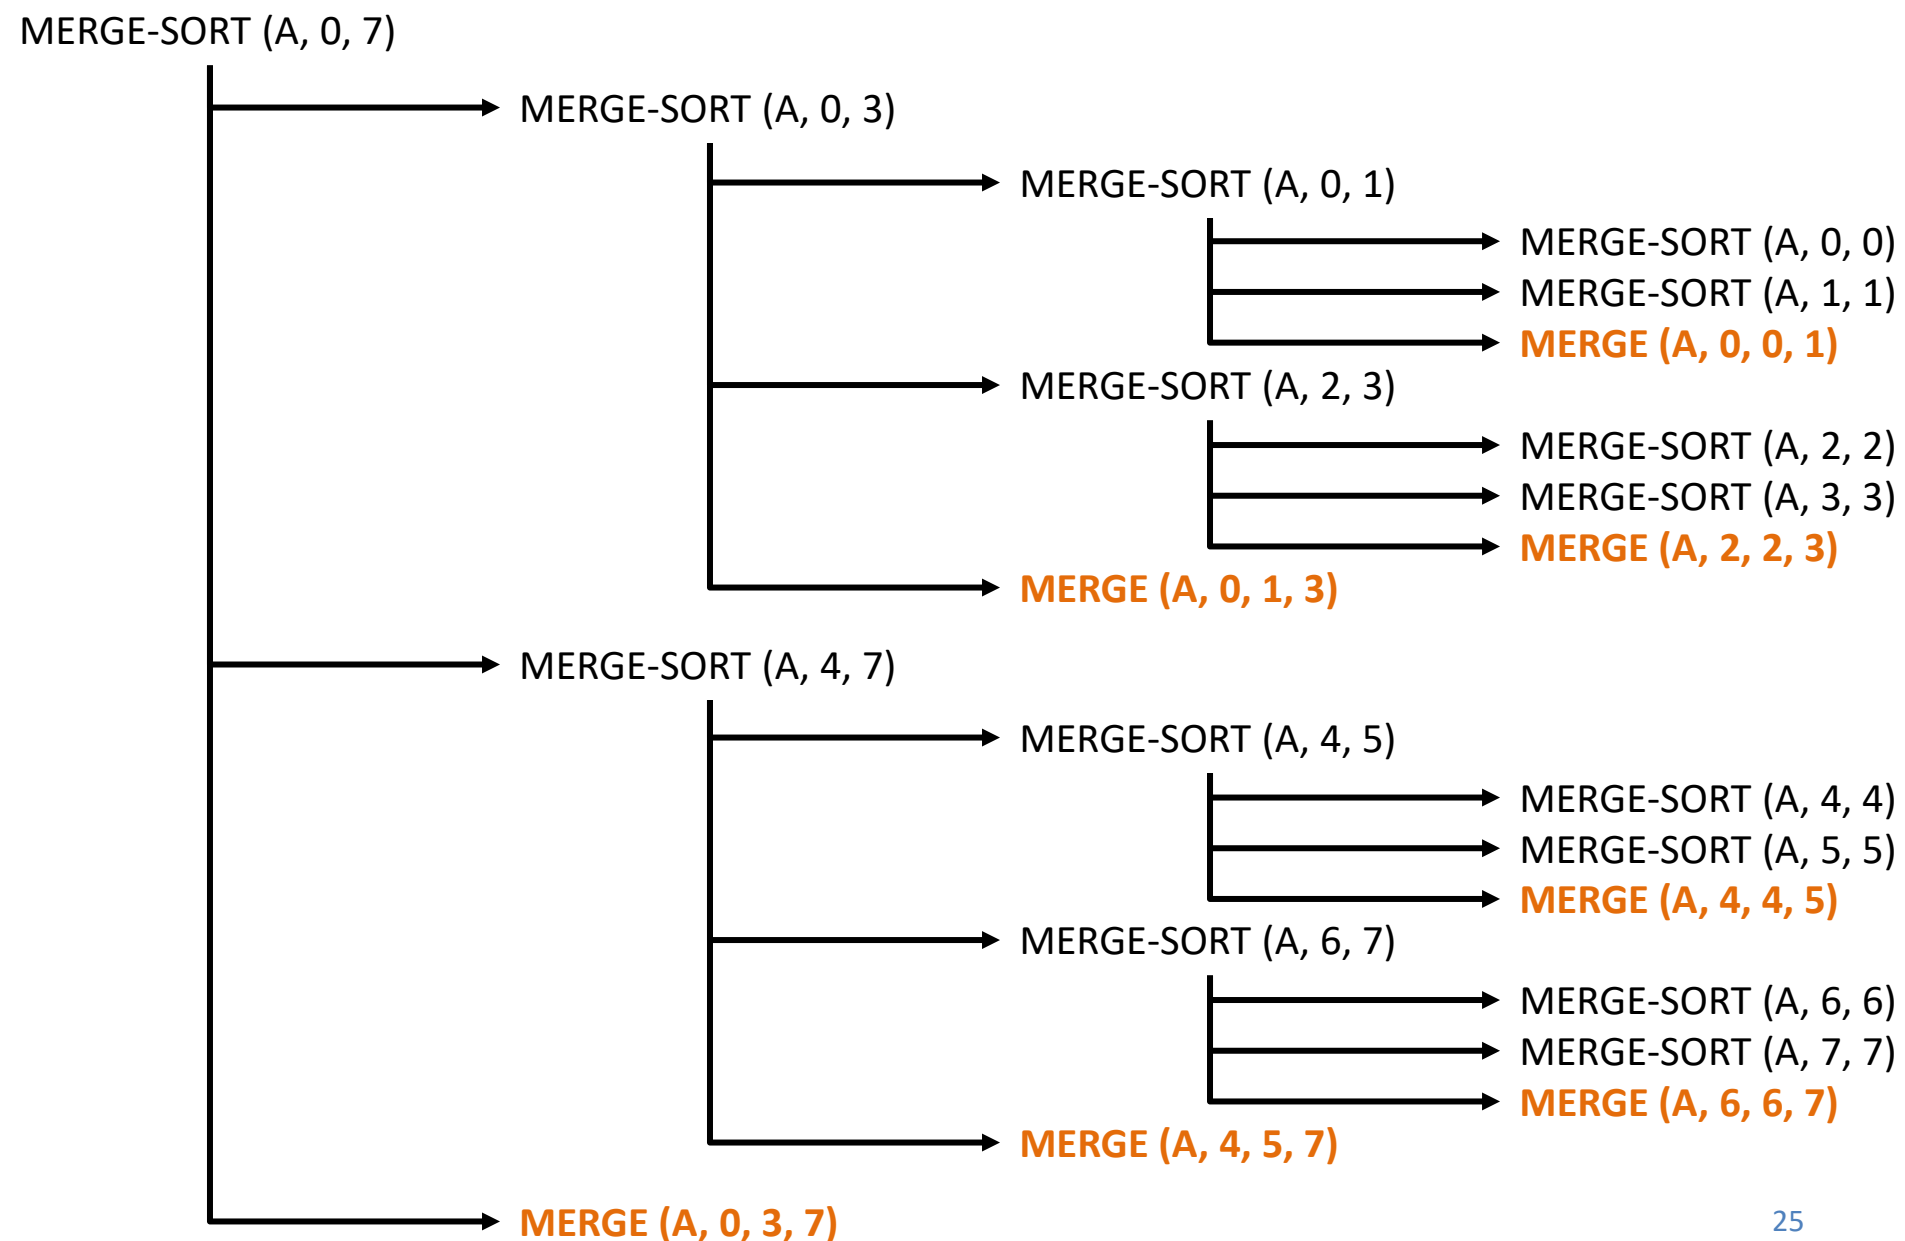 MERGE-SORT (A, 0, 7)
MERGE-SORT (A, 0, 3)
MERGE-SORT (A, 0, 1)
MERGE-SORT (A, 0, 0)
MERGE-SORT (A, 1, 1)
MERGE (A, 0, 0, 1)
MERGE-SORT (A, 2, 3)
MERGE-SORT (A, 2, 2)
MERGE-SORT (A, 3, 3)
MERGE (A, 2, 2, 3)
MERGE (A, 0, 1, 3)
MERGE-SORT (A, 4, 7)
MERGE-SORT (A, 4, 5)
MERGE-SORT (A, 4, 4)
MERGE-SORT (A, 5, 5)
MERGE (A, 4, 4, 5)
MERGE-SORT (A, 6, 7)
MERGE-SORT (A, 6, 6)
MERGE-SORT (A, 7, 7)
MERGE (A, 6, 6, 7)
MERGE (A, 4, 5, 7)
MERGE (A, 0, 3, 7)
25